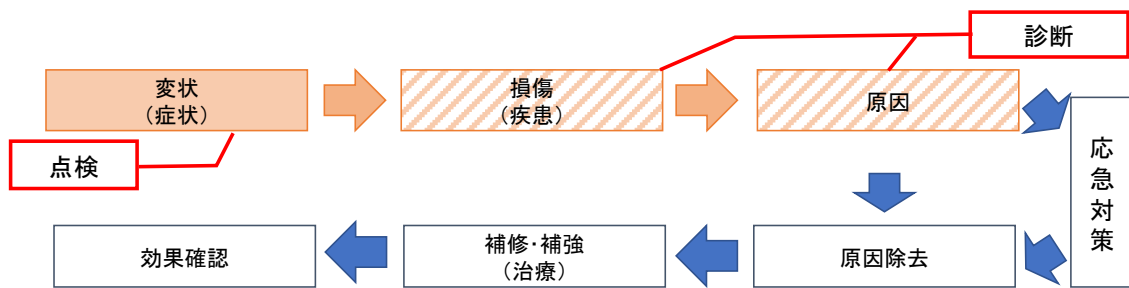 診断
変状
（症状）
損傷
（疾患）
原因
点検
応急対策
効果確認
補修・補強
（治療）
原因除去